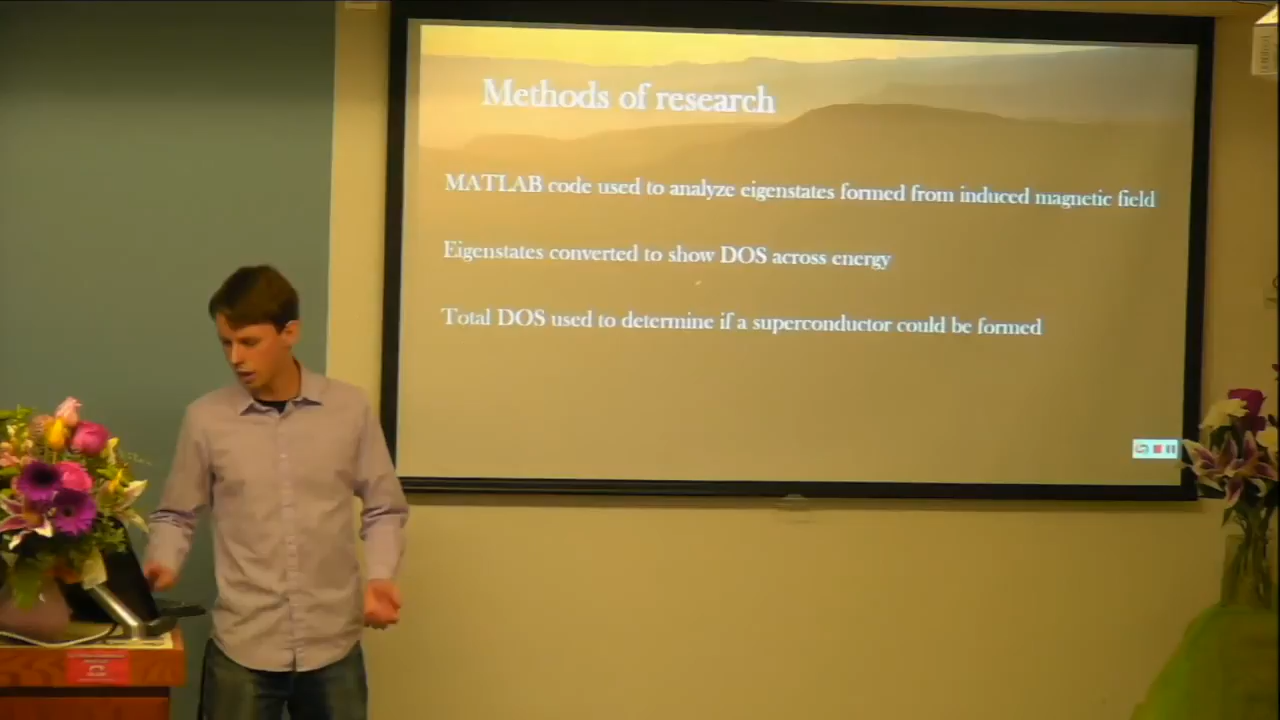 Methods of research
MATLAB code used to analyze eigenstates formed from induced magnetic field
Eigenstates converted to show DOS across energy
Total DOS used to determine if a superconductor could be formed